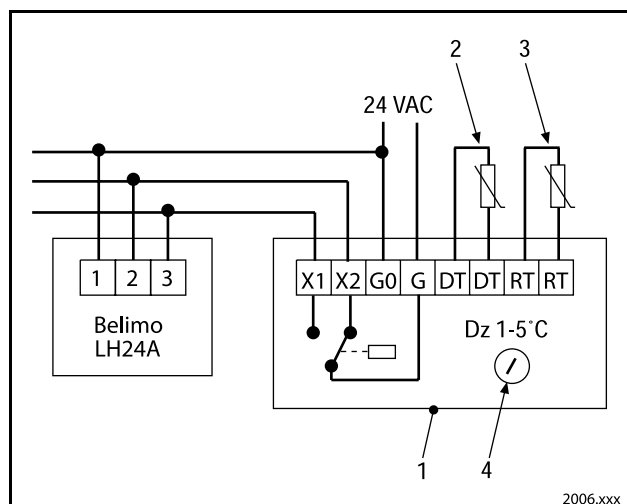 2 3
24 VAC
1 2 3
Belimo
LH24A
X1 X2 G0 G DT DT RT RT
Dz 1-5°C
1 4
2006.xxx